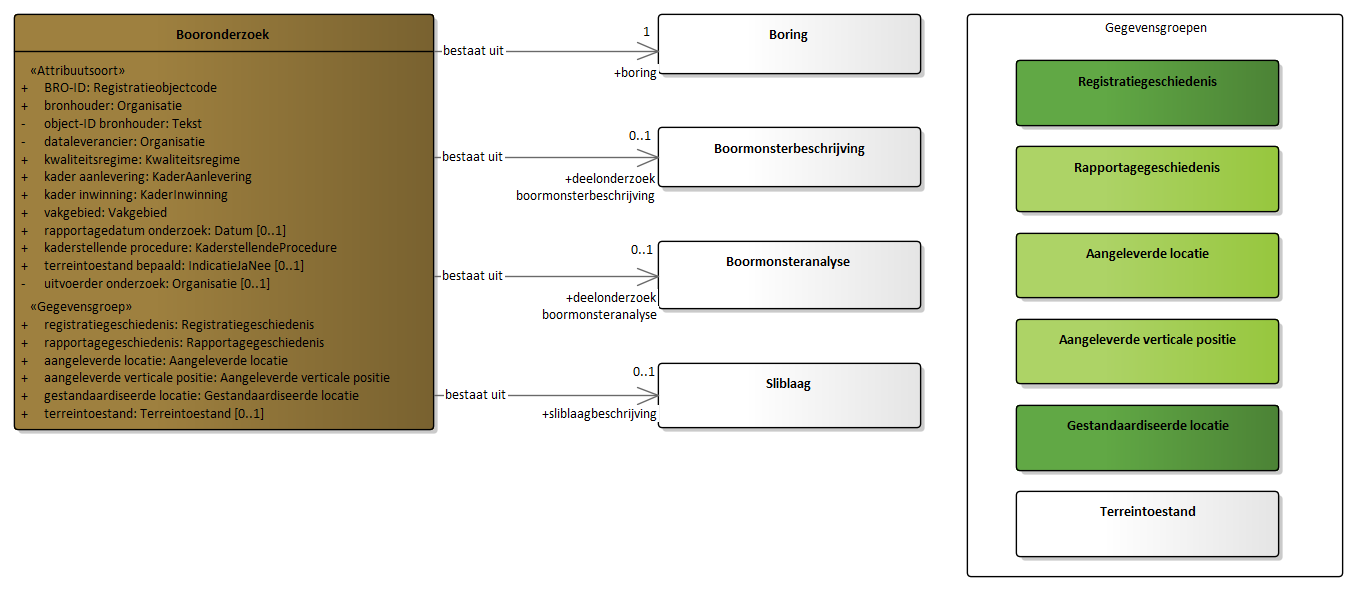 Booronderzoek
«Attribuutsoort»
+ BRO-ID: Registratieobjectcode
+ bronhouder: Organisatie
- object-ID bronhouder: Tekst
- dataleverancier: Organisatie
+ kwaliteitsregime: Kwaliteitsregime
+ kader aanlevering: KaderAanlevering
+ kader inwinning: KaderInwinning
+ vakgebied: Vakgebied
+ rapportagedatum onderzoek: Datum [0..1]
+ kaderstellende procedure: KaderstellendeProcedure
+ terreintoestand bepaald: IndicatieJaNee [0..1]
- uitvoerder onderzoek: Organisatie [0..1]
«Gegevensgroep»
+ registratiegeschiedenis: Registratiegeschiedenis
+ rapportagegeschiedenis: Rapportagegeschiedenis
+ aangeleverde locatie: Aangeleverde locatie
+ aangeleverde verticale positie: Aangeleverde verticale positie
+ gestandaardiseerde locatie: Gestandaardiseerde locatie
+ terreintoestand: Terreintoestand [0..1]
bestaat uit
1
+boring
Boring
bestaat uit
0..1
+deelonderzoek
boormonsterbeschrijving
Boormonsterbeschrijving
bestaat uit
0..1
+deelonderzoek
boormonsteranalyse
Boormonsteranalyse
bestaat uit
0..1
+sliblaagbeschrijving
Sliblaag
Gegevensgroepen
Registratiegeschiedenis
Rapportagegeschiedenis
Aangeleverde locatie
Aangeleverde verticale positie
Gestandaardiseerde locatie
Terreintoestand